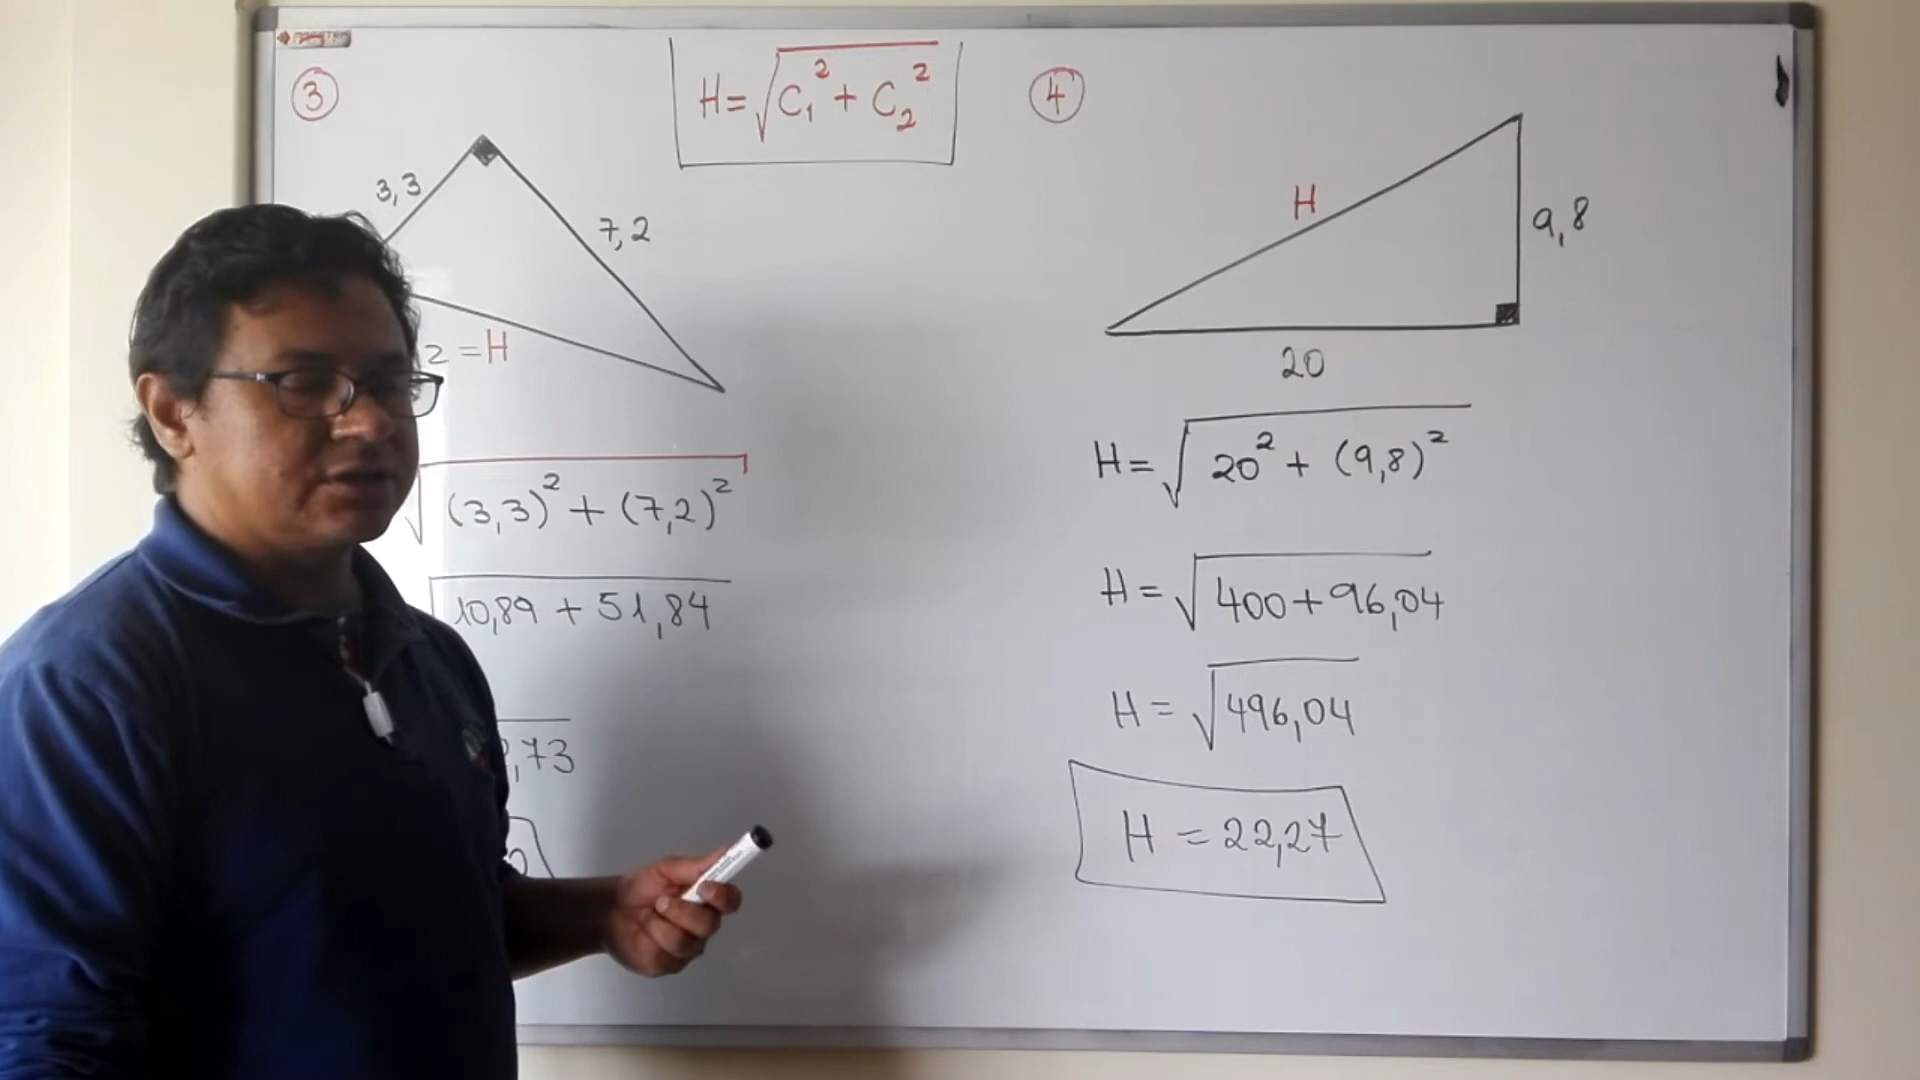 ③
H = √(C₁² + C₂²)
④
3,3
7,2
2 = H
√((3,3)² + (7,2)²)
√(10,89 + 51,84)
,73
H
9,8
20
H = √(20² + (9,8)²)
H = √(400 + 96,04)
H = √496,04
H = 22,27